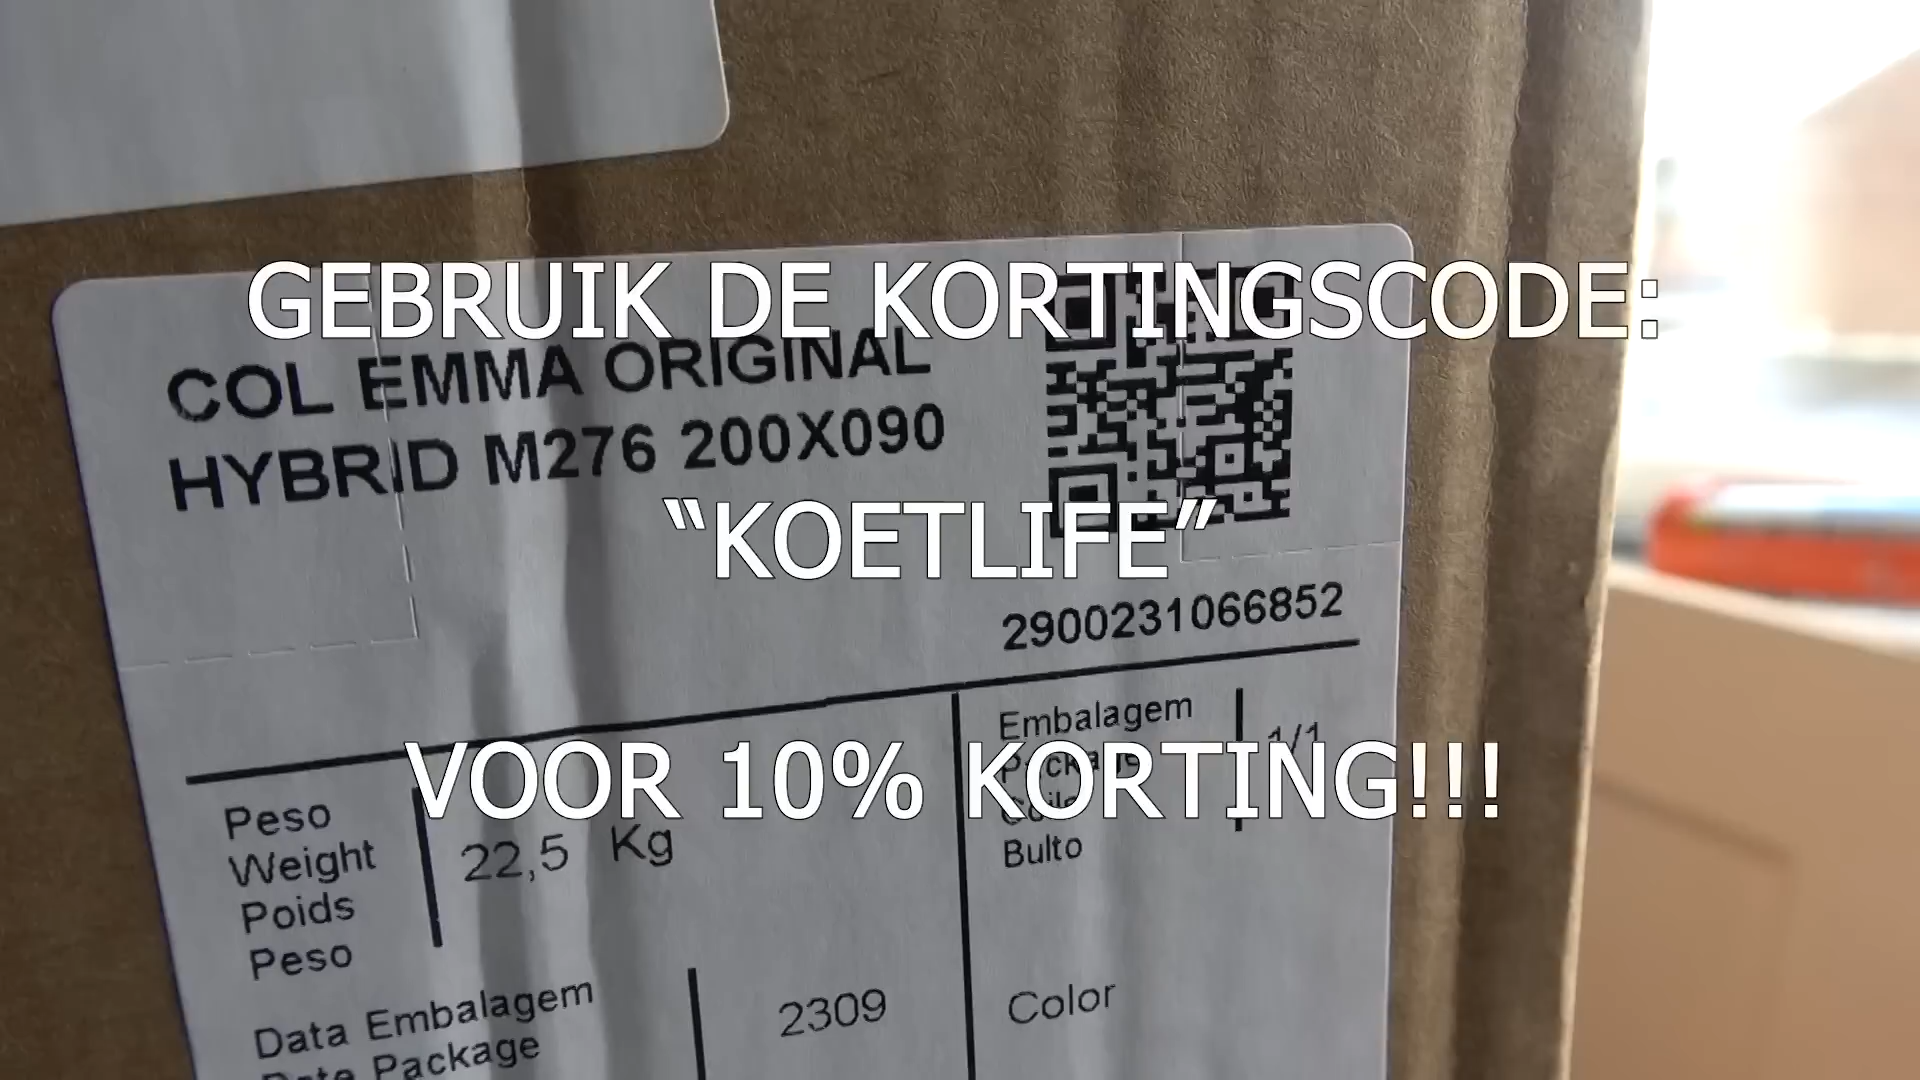 GEBRUIK DE KORTINGSCODE:
COL EMMA ORIGINAL
HYBRID M276 200X090
“KOETLIFE”
2900231066852
VOOR 10% KORTING!!!
Peso
Weight
Poids
Peso
22,5 Kg
Embalagem
Package
Bulto
1/1
Data Embalagem
Date Package
2309
Color